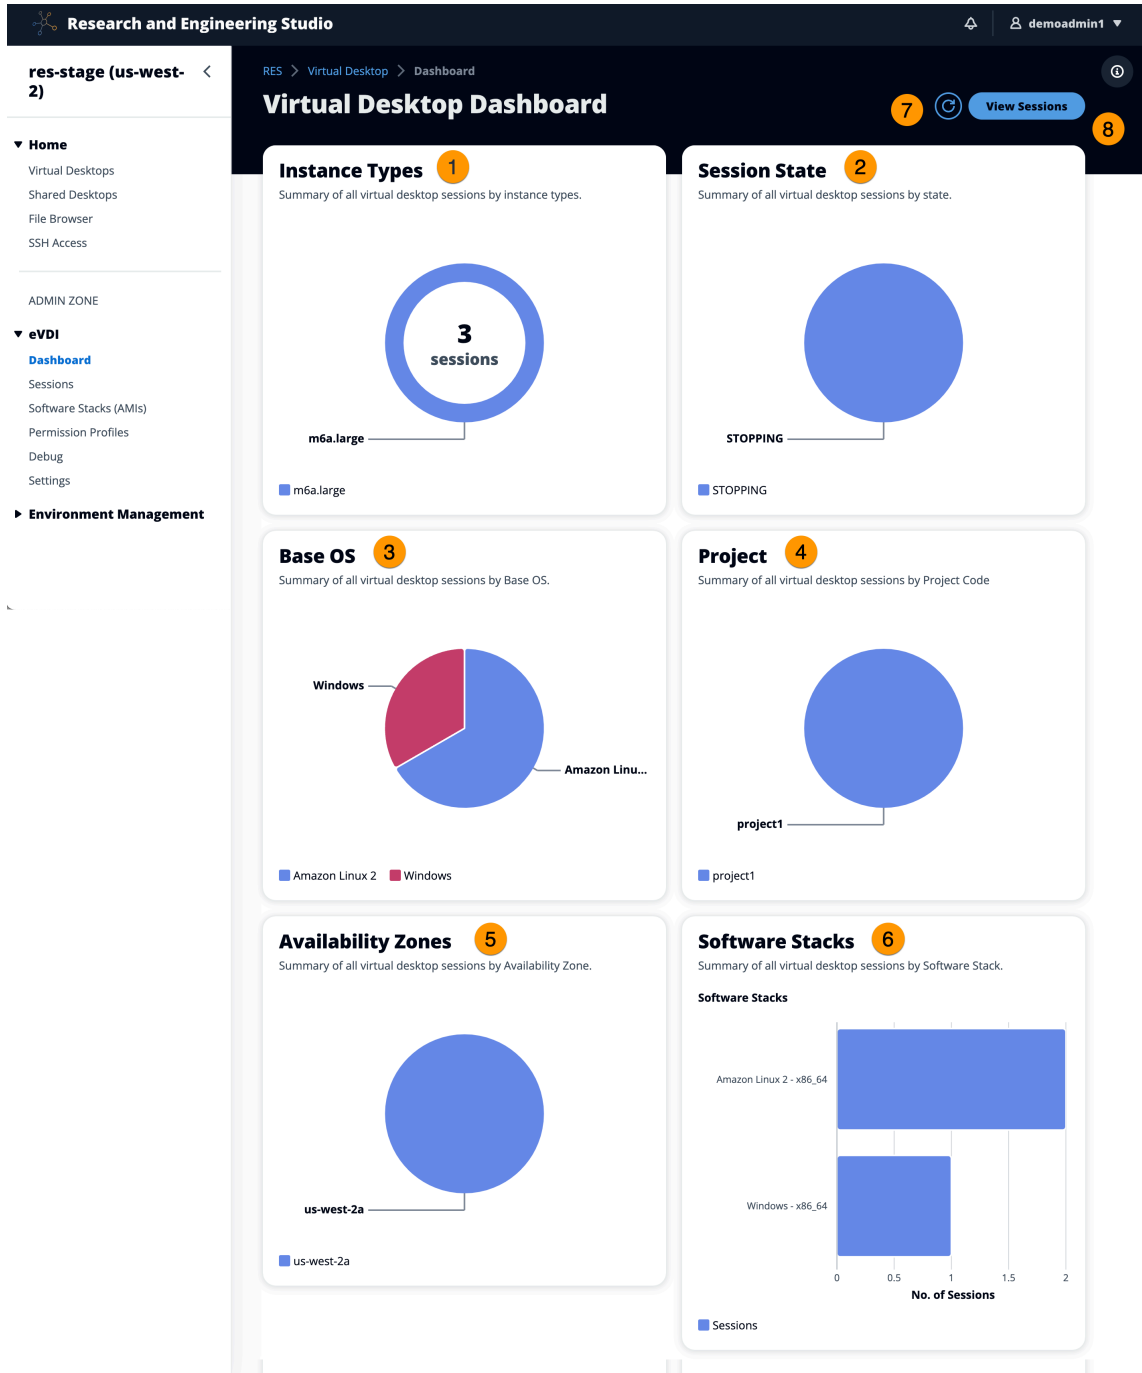 Research and Engineering Studio
demoadmin1
res-stage (us-west-
2)
Home
Virtual Desktops
Shared Desktops
File Browser
SSH Access
ADMIN ZONE
eVDI
Dashboard
Sessions
Software Stacks (AMIs)
Permission Profiles
Debug
Settings
Environment Management
RES > Virtual Desktop > Dashboard
Virtual Desktop Dashboard
7
View Sessions
8
Instance Types 1
Summary of all virtual desktop sessions by instance types.
3
sessions
m6a.large
m6a.large
Session State 2
Summary of all virtual desktop sessions by state.
STOPPING
STOPPING
Base OS 3
Summary of all virtual desktop sessions by Base OS.
Windows
Amazon Linu...
Amazon Linux 2 Windows
Project 4
Summary of all virtual desktop sessions by Project Code
project1
project1
Availability Zones 5
Summary of all virtual desktop sessions by Availability Zone.
us-west-2a
us-west-2a
Software Stacks 6
Summary of all virtual desktop sessions by Software Stack.
Software Stacks
Amazon Linux 2 - x86_64
Windows - x86_64
0 0.5 1 1.5 2
No. of Sessions
Sessions